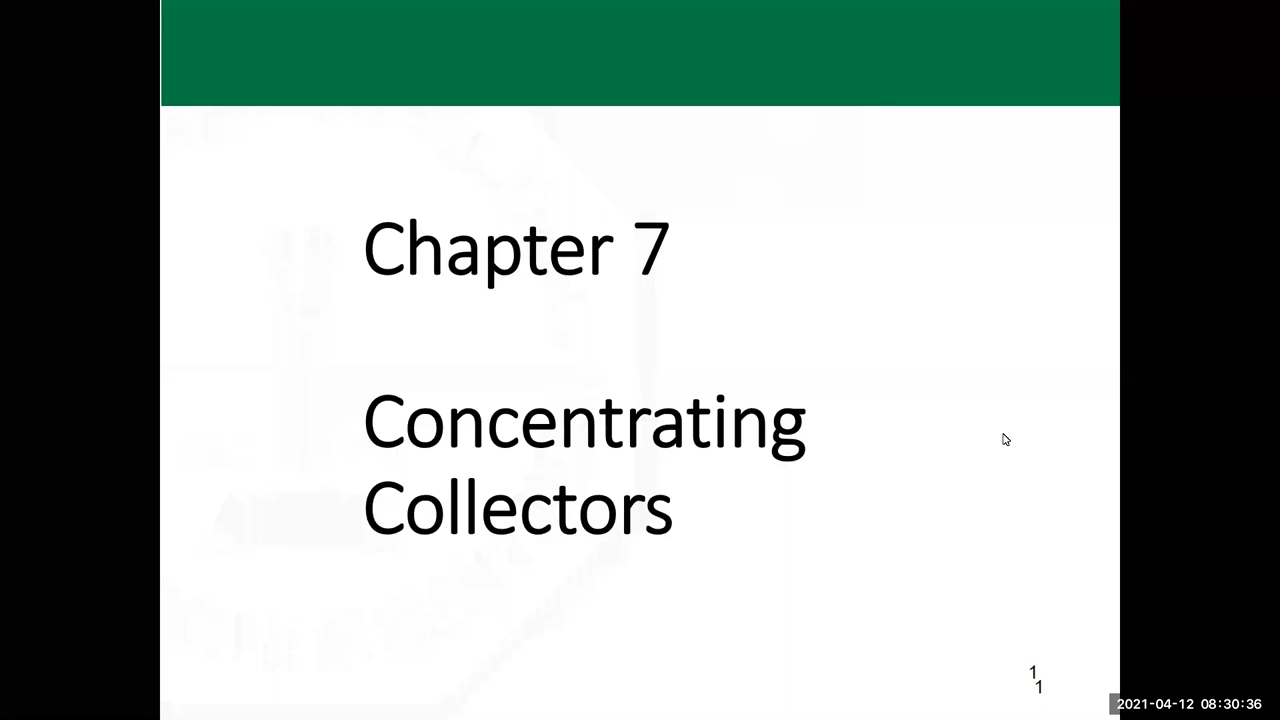 Chapter 7
Concentrating
Collectors
1
1
2021-04-12 08:30:36